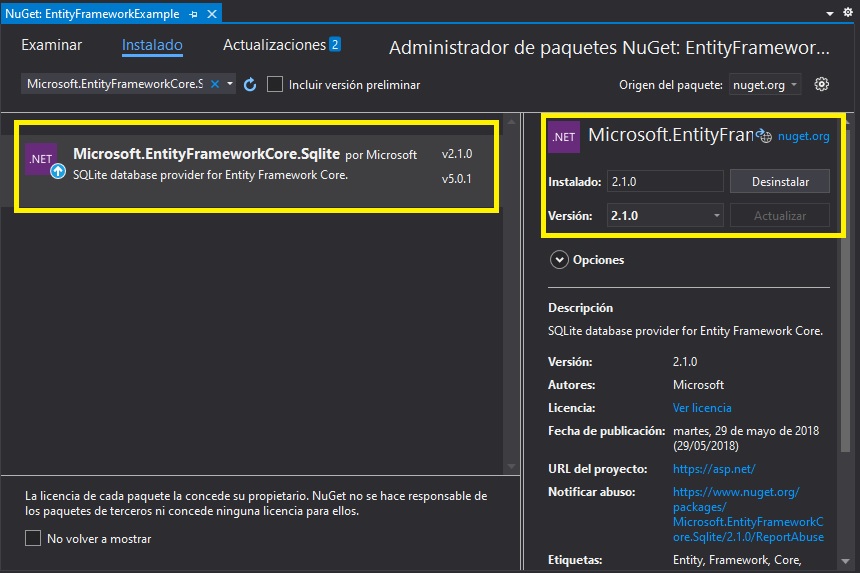 NuGet: EntityFrameworkExample
Examinar Instalado Actualizaciones 2 Administrador de paquetes NuGet: EntityFramewor...
Microsoft.EntityFrameworkCore.S Incluir versión preliminar Origen del paquete: nuget.org
.NET Microsoft.EntityFrameworkCore.Sqlite por Microsoft v2.1.0
SQLite database provider for Entity Framework Core. v5.0.1
La licencia de cada paquete la concede su propietario. NuGet no se hace responsable de
los paquetes de terceros ni concede ninguna licencia para ellos.
No volver a mostrar
.NET Microsoft.EntityFran nuget.org
Instalado: 2.1.0 Desinstalar
Versión: 2.1.0 Actualizar
Opciones
Descripción
SQLite database provider for Entity Framework Core.
Versión: 2.1.0
Autores: Microsoft
Licencia: Ver licencia
Fecha de publicación: martes, 29 de mayo de 2018
(29/05/2018)
URL del proyecto: https://asp.net/
Notificar abuso: https://www.nuget.org/
packages/
Microsoft.EntityFrameworkC
ore.Sqlite/2.1.0/ReportAbuse
Etiquetas: Entity, Framework, Core,